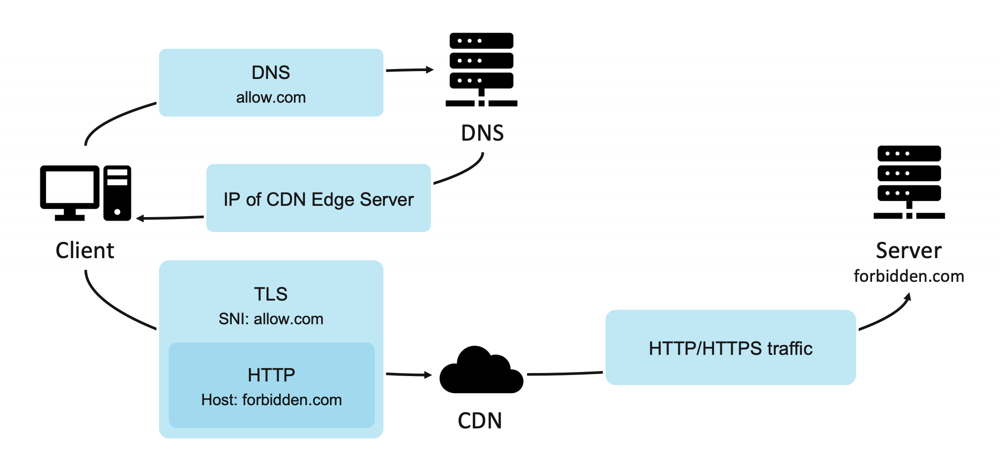 DNS
allow.com
DNS
IP of CDN Edge Server
Client
Server
forbidden.com
TLS
SNI: allow.com
HTTP
Host: forbidden.com
HTTP/HTTPS traffic
CDN